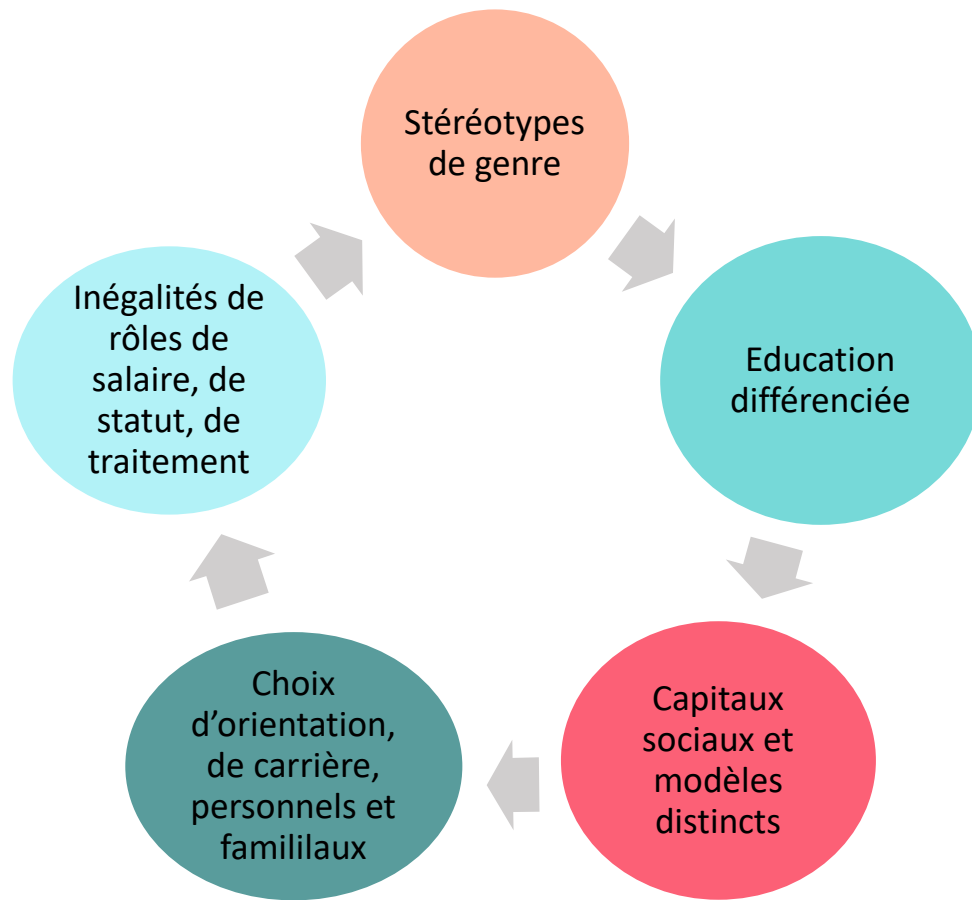 Stéréotypes
de genre
Education
différenciée
Capitaux
sociaux et
modèles
distincts
Choix
d’orientation,
de carrière,
personnels et
famililaux
Inégalités de
rôles de
salaire, de
statut, de
traitement